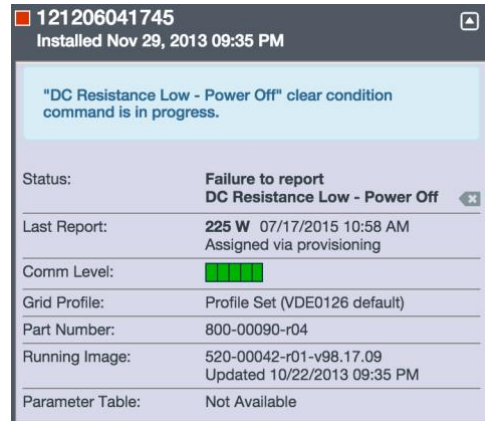 121206041745
Installed Nov 29, 2013 09:35 PM
"DC Resistance Low - Power Off" clear condition
command is in progress.
Status: Failure to report
DC Resistance Low - Power Off
Last Report: 225 W 07/17/2015 10:58 AM
Assigned via provisioning
Comm Level:
Grid Profile: Profile Set (VDE0126 default)
Part Number: 800-00090-r04
Running Image: 520-00042-r01-v98.17.09
Updated 10/22/2013 09:35 PM
Parameter Table: Not Available